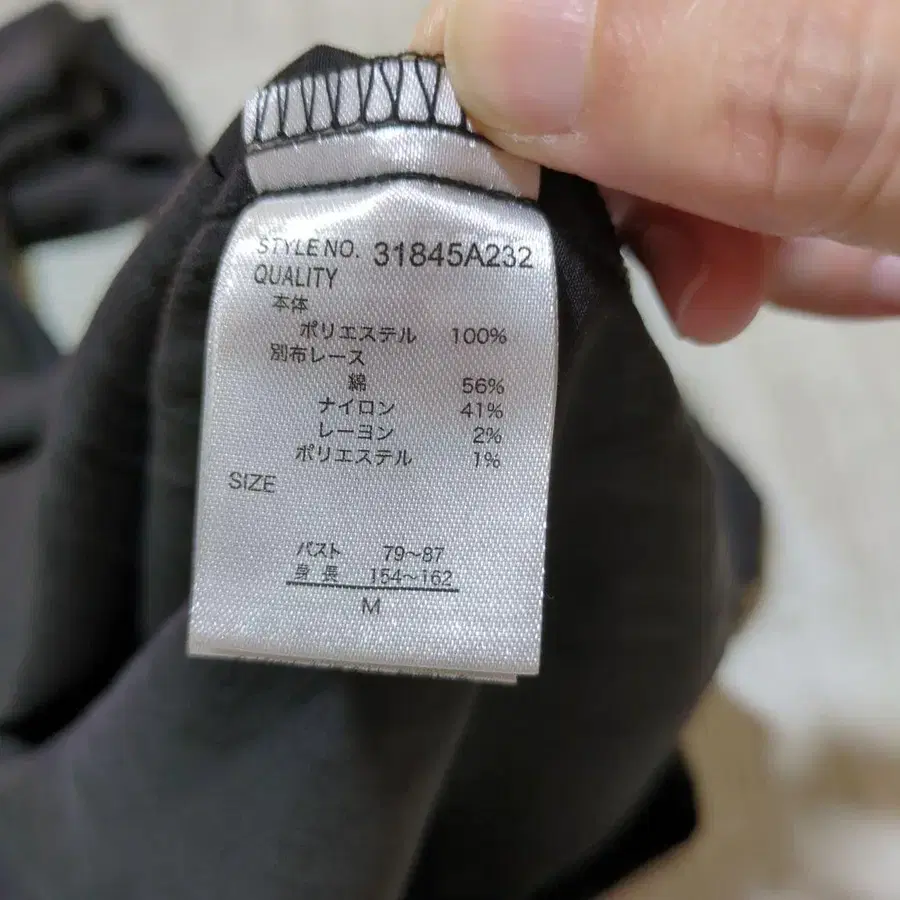 STYLE NO. 31845A232
QUALITY
本体
ポリエステル 100%
別布レース
綿 56%
ナイロン 41%
レーヨン 2%
ポリエステル 1%
SIZE
バスト 79~87
身長 154~162
M